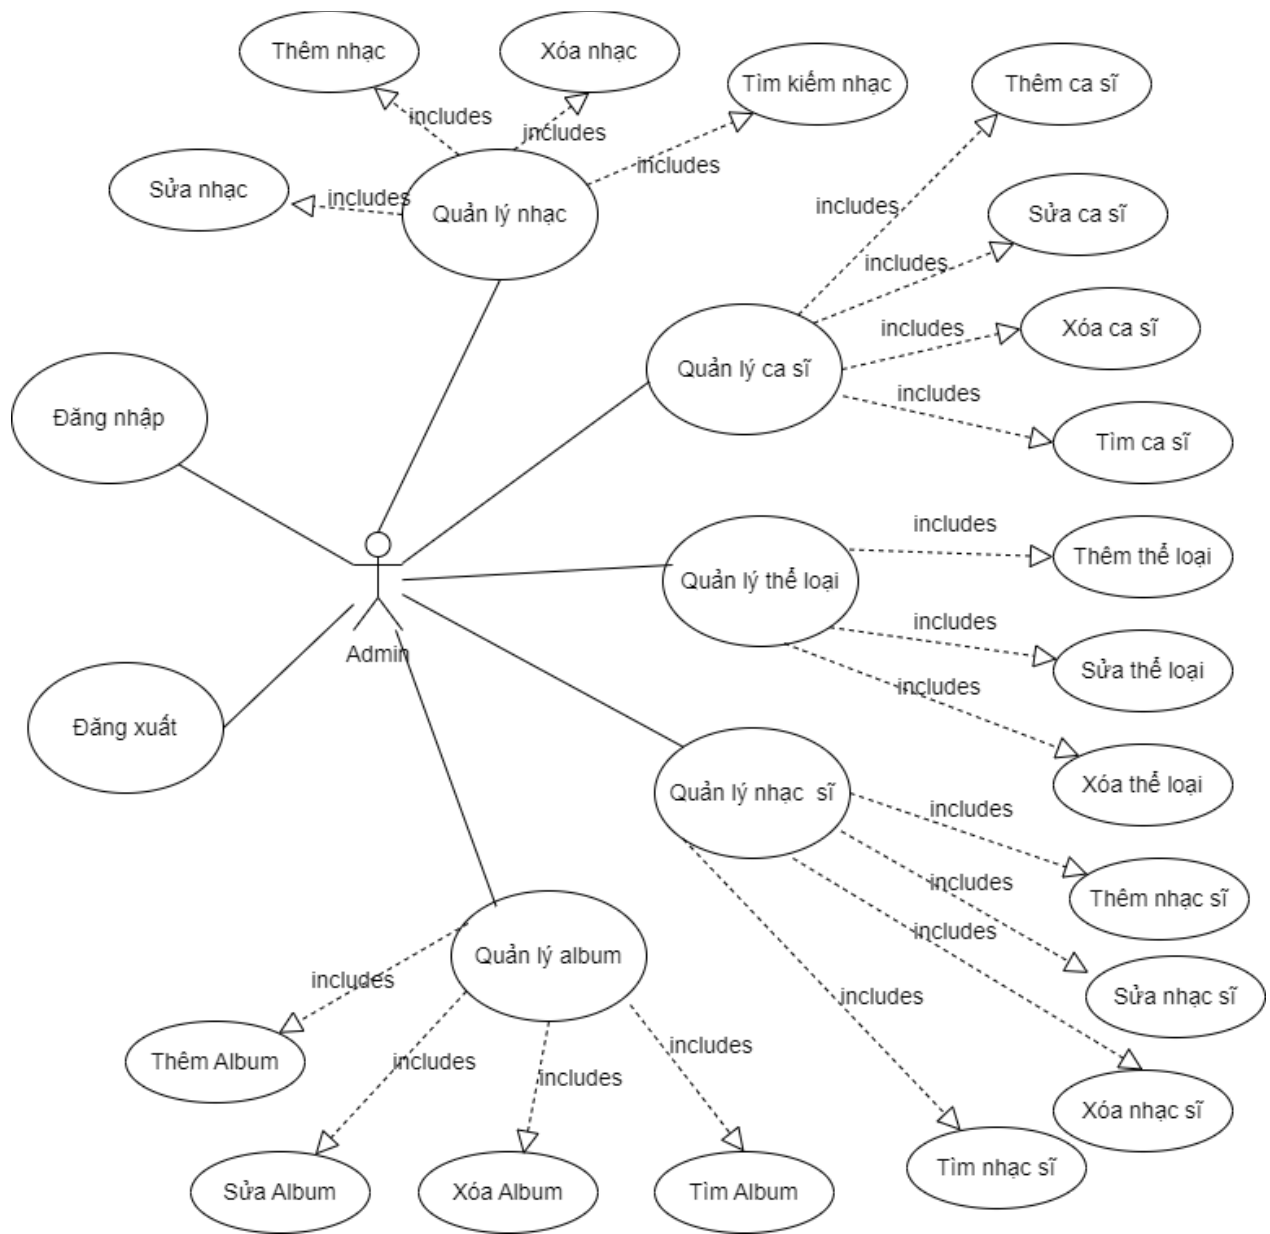 Thêm nhạc
Xóa nhạc
Tìm kiếm nhạc
Thêm ca sĩ
includes
includes
includes
Sửa nhạc
includes
Quản lý nhạc
includes
Sửa ca sĩ
includes
includes
Xóa ca sĩ
Quản lý ca sĩ
includes
Đăng nhập
Tìm ca sĩ
includes
Thêm thể loại
Quản lý thể loại
includes
Admin
Sửa thể loại
includes
Đăng xuất
Xóa thể loại
Quản lý nhạc  sĩ
includes
includes
Thêm nhạc sĩ
includes
Quản lý album
includes
includes
Sửa nhạc sĩ
includes
Thêm Album
includes
includes
includes
Xóa nhạc sĩ
Tìm nhạc sĩ
Sửa Album
Xóa Album
Tìm Album